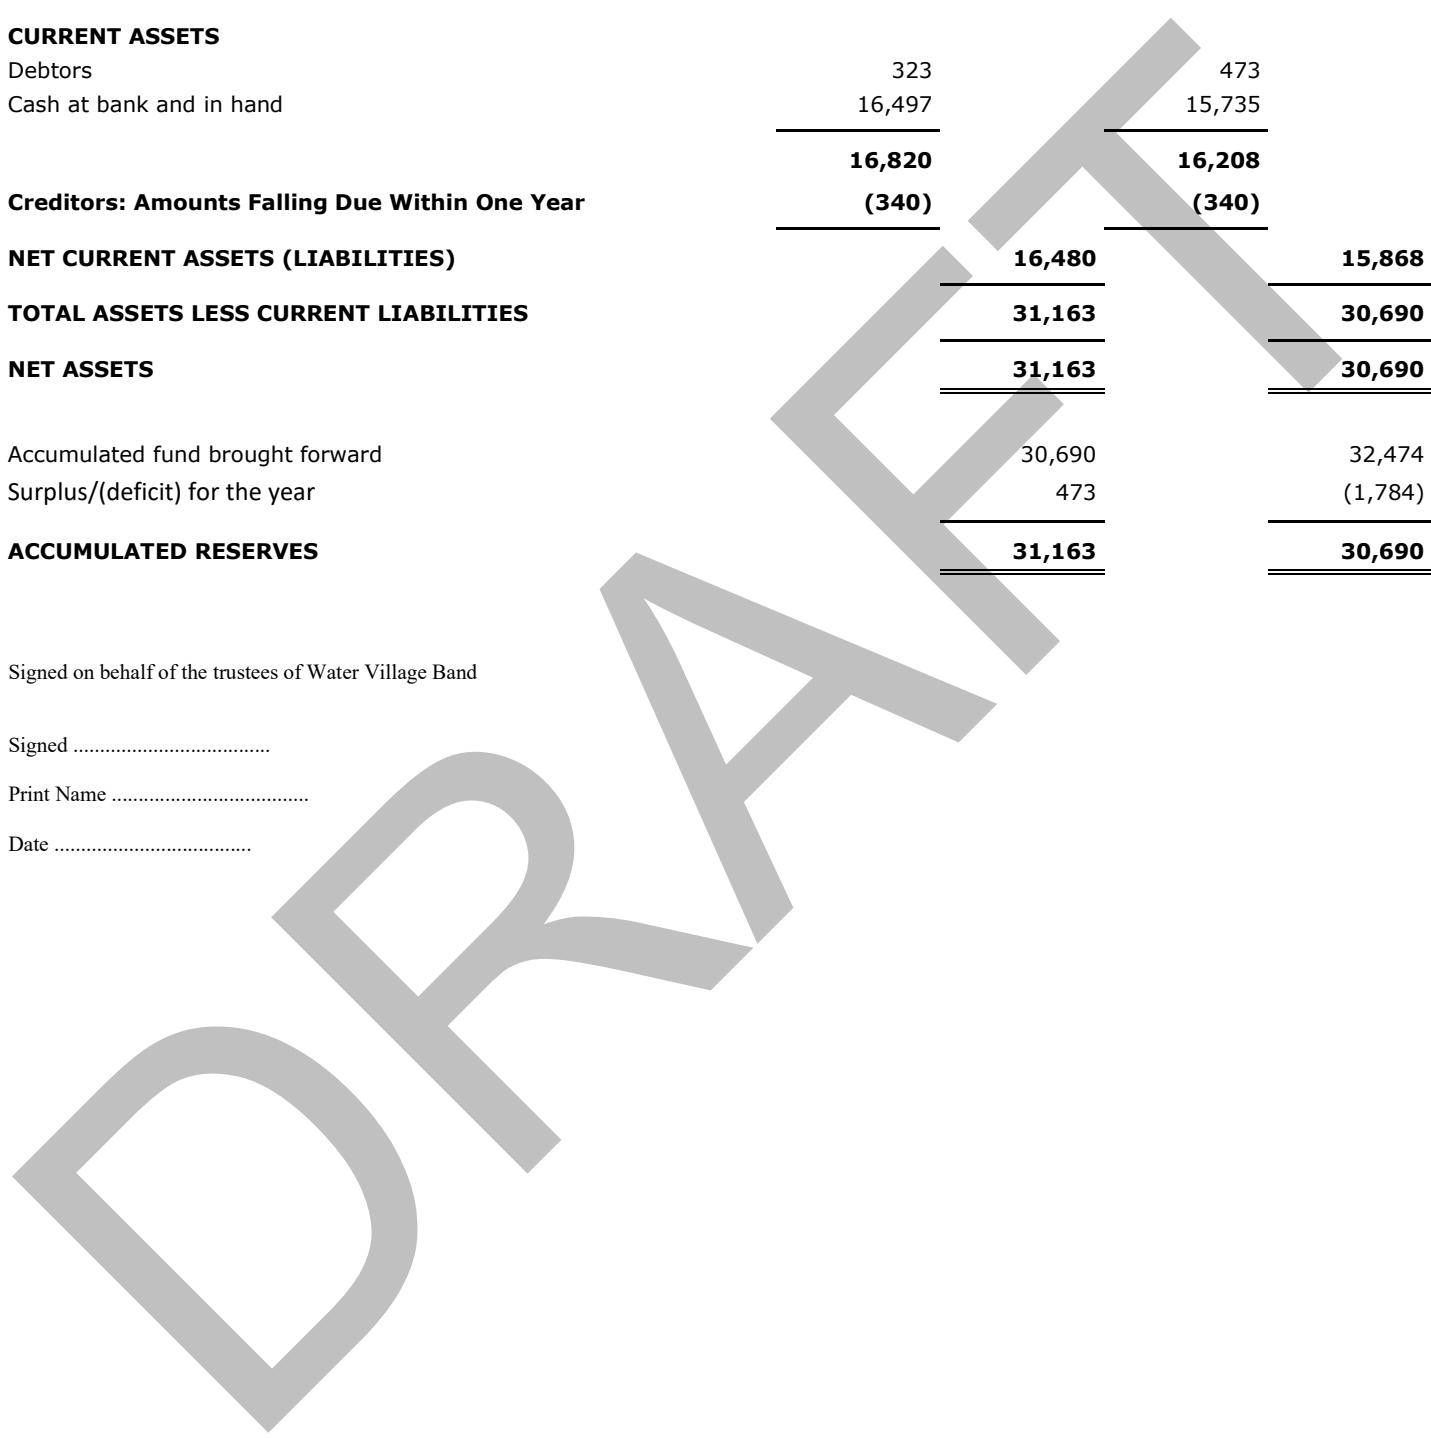 CURRENT ASSETS
Debtors 323 473
Cash at bank and in hand 16,497 15,735
16,820 16,208
Creditors: Amounts Falling Due Within One Year (340) (340)
NET CURRENT ASSETS (LIABILITIES) 16,480 15,868
TOTAL ASSETS LESS CURRENT LIABILITIES 31,163 30,690
NET ASSETS 31,163 30,690
Accumulated fund brought forward 30,690 32,474
Surplus/(deficit) for the year 473 (1,784)
ACCUMULATED RESERVES 31,163 30,690
Signed on behalf of the trustees of Water Village Band
Signed .....................................
Print Name .....................................
Date .....................................
DRAFT